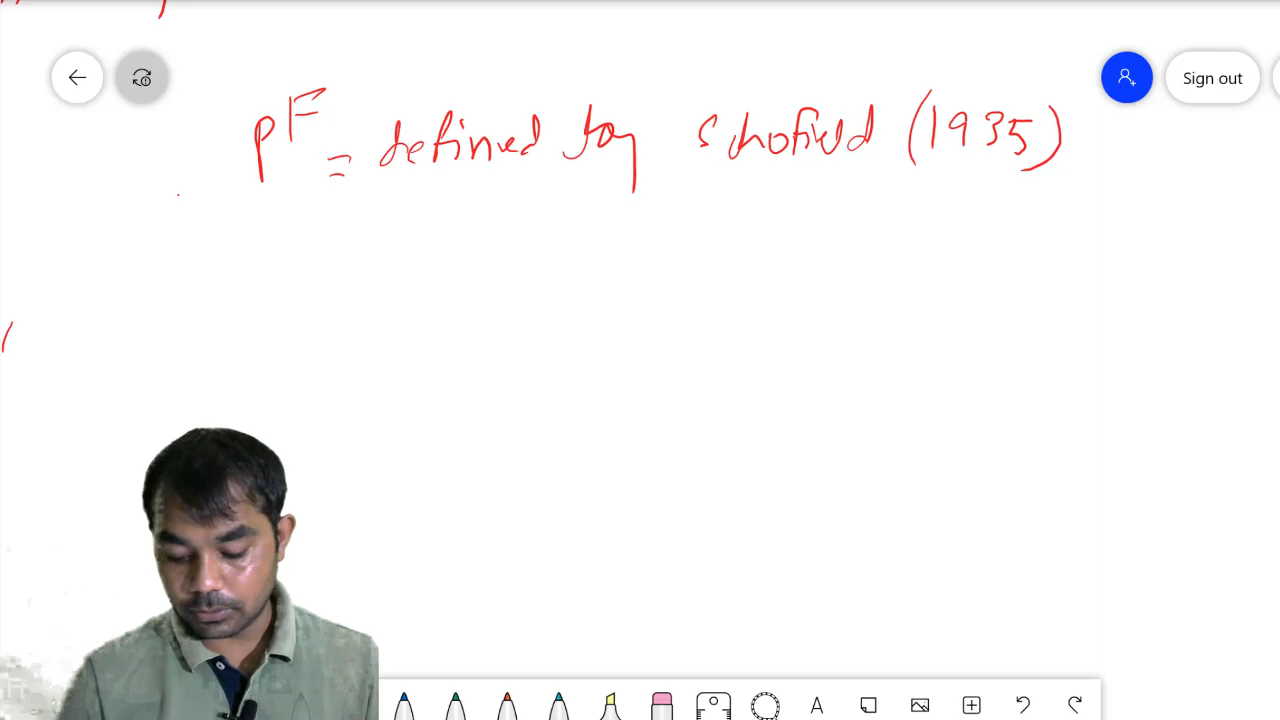 Sign out
pF = defined by schofield (1935)
A